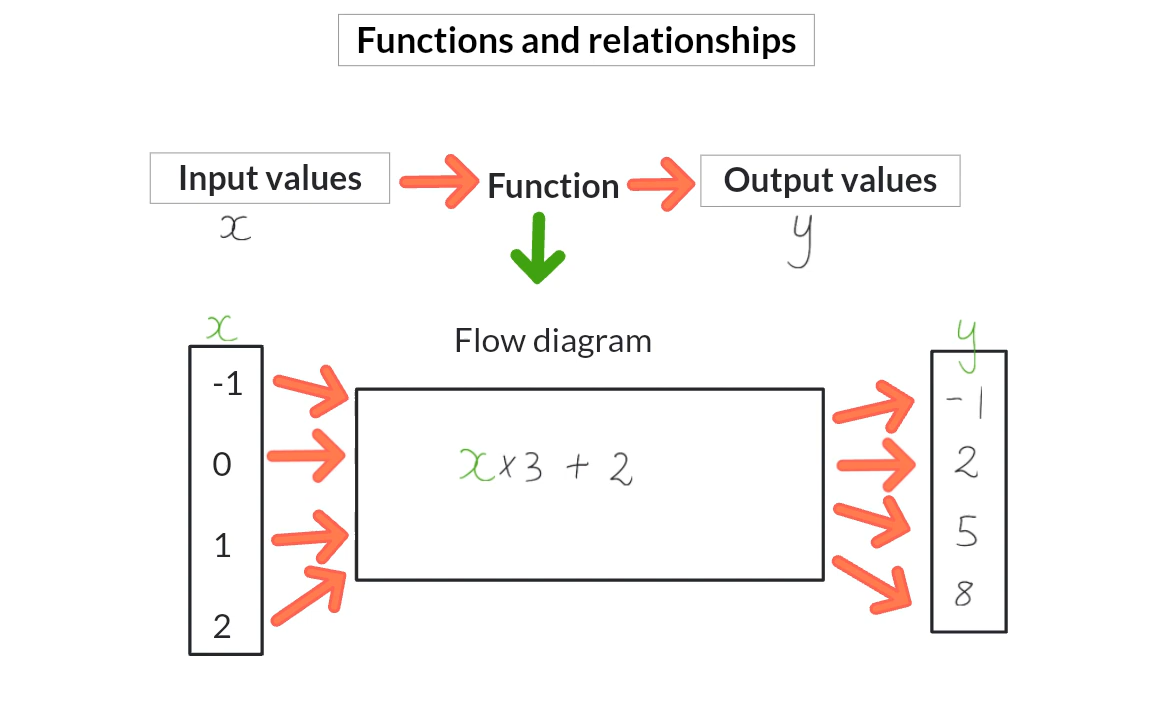 Functions and relationships
Input values
Function
Output values
x
y
Flow diagram
x
-1
0
1
2
x×3 + 2
y
-1
2
5
8